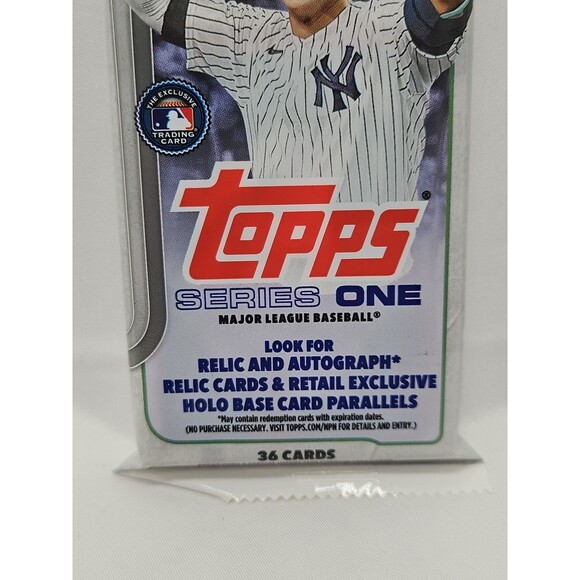 NY
THE EXCLUSIVE
TRADING
CARD
TOPPS®
SERIES ONE
MAJOR LEAGUE BASEBALL®
LOOK FOR
RELIC AND AUTOGRAPH*
RELIC CARDS & RETAIL EXCLUSIVE
HOLO BASE CARD PARALLELS
*May contain redemption cards with expiration dates.
(NO PURCHASE NECESSARY. VISIT TOPPS.COM/NPN FOR DETAILS AND ENTRY.)
36 CARDS